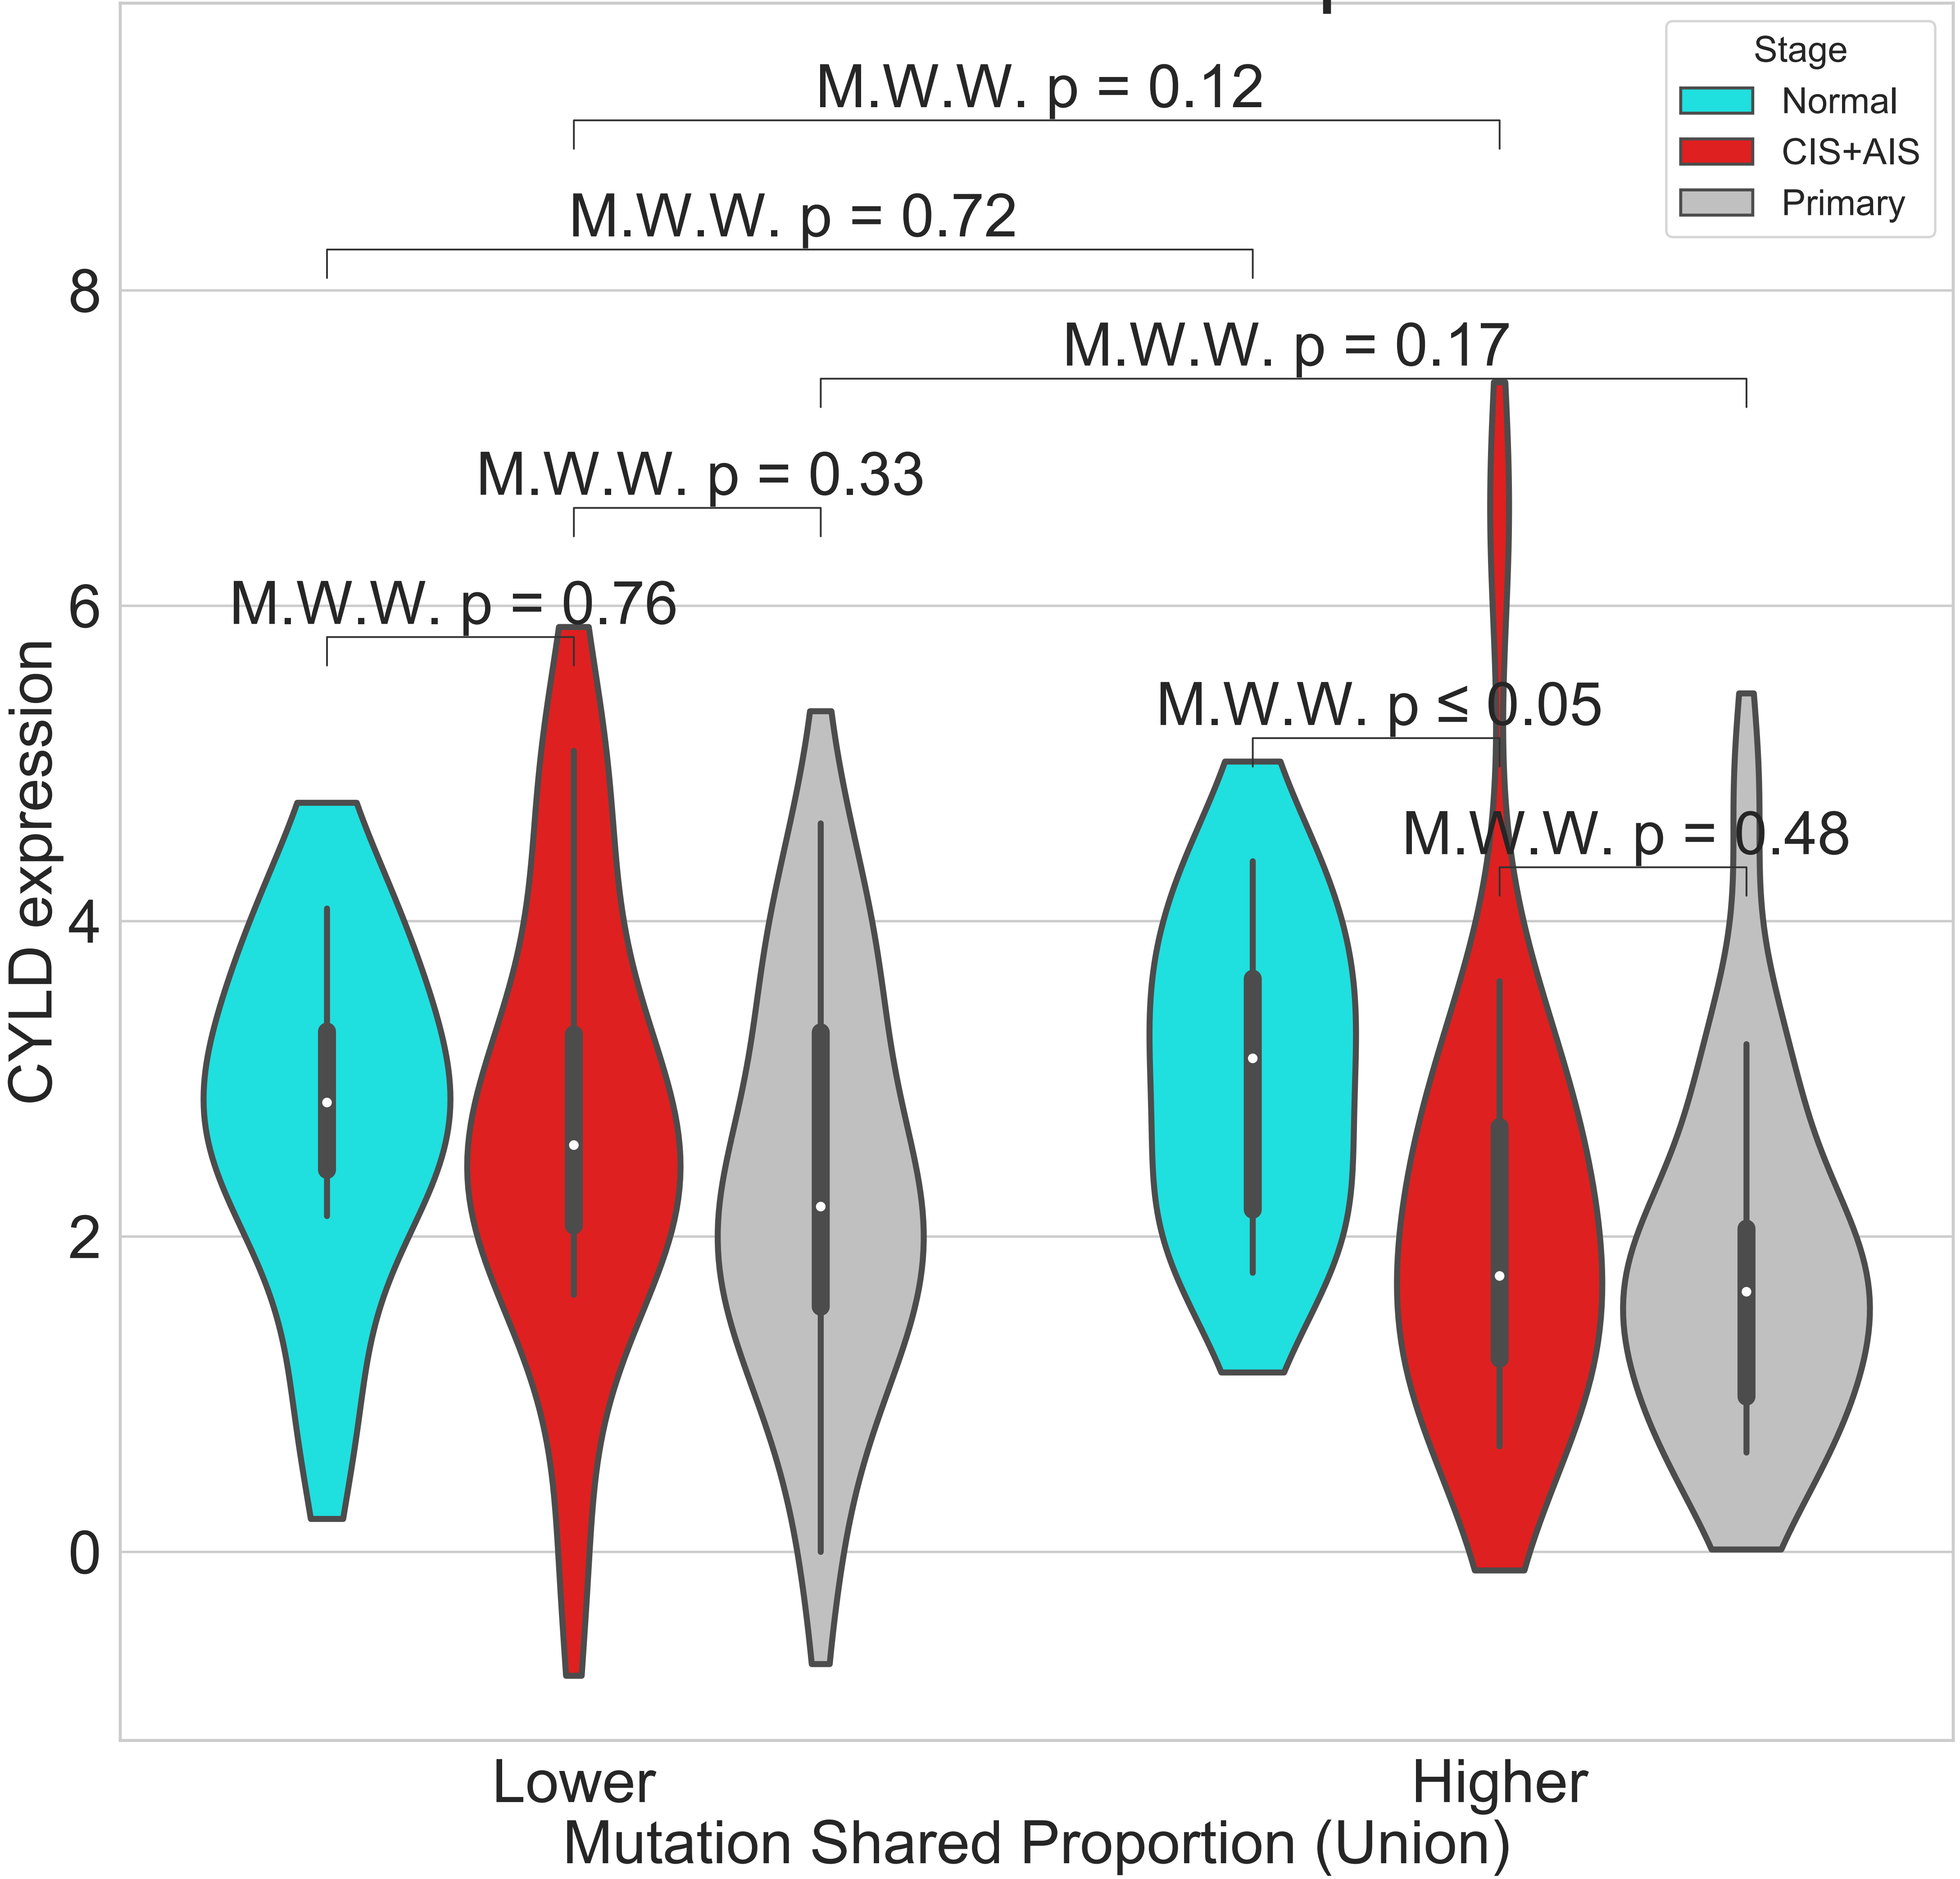 M.W.W. p = 0.12
Stage
Normal
CIS+AIS
Primary
M.W.W. p = 0.72
8
M.W.W. p = 0.17
M.W.W. p = 0.33
M.W.W. p = 0.76
6
M.W.W. p ≤ 0.05
M.W.W. p = 0.48
CYLD expression
4
2
0
Lower
Higher
Mutation Shared Proportion (Union)